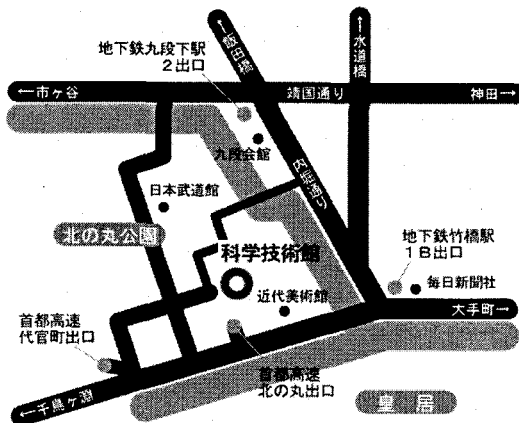 地下鉄九段下駅
2出口
↑飯田橋
↑水道橋
←市ヶ谷
靖国通り
神田→
九段会館
内堀通り
日本武道館
北の丸公園
科学技術館
地下鉄竹橋駅
1B出口
毎日新聞社
近代美術館
大手町→
首都高速
代官町出口
首都高速
北の丸出口
←千鳥ヶ淵
皇居